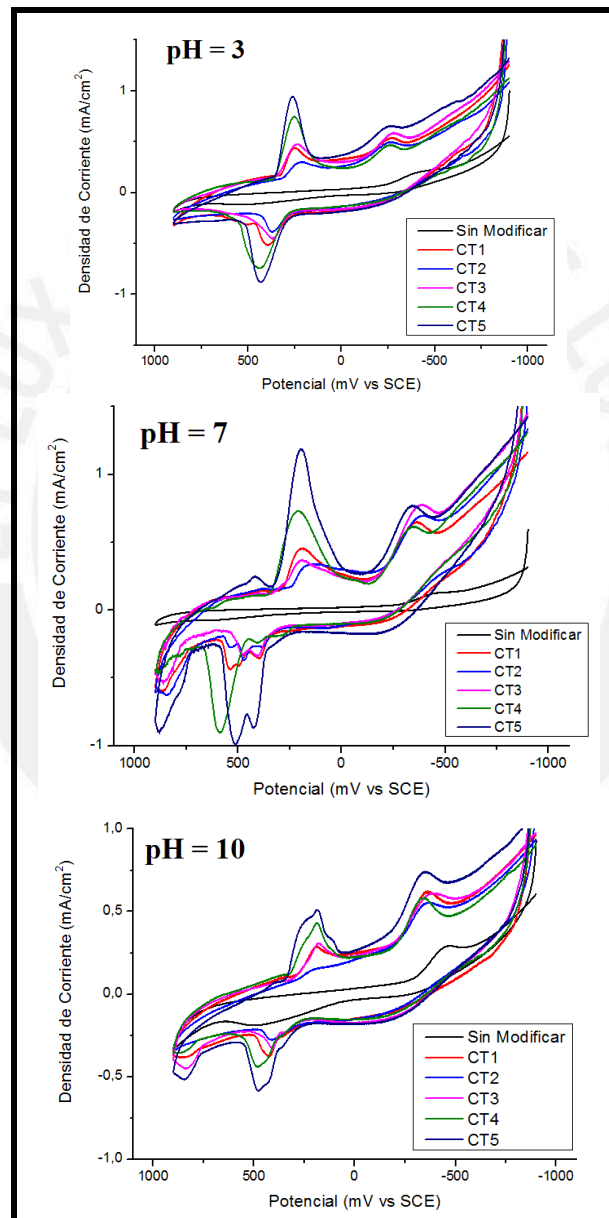 pH = 3
Densidad de Corriente (mA/cm²)
1
0
-1
Sin Modificar
CT1
CT2
CT3
CT4
CT5
1000
500
0
-500
-1000
Potencial (mV vs SCE)
pH = 7
Densidad de Corriente (mA/cm²)
1
0
-1
Sin Modificar
CT1
CT2
CT3
CT4
CT5
1000
500
0
-500
-1000
Potencial (mV vs SCE)
pH = 10
Densidad de Corriente (mA/cm²)
1,0
0,5
0,0
-0,5
-1,0
Sin Modificar
CT1
CT2
CT3
CT4
CT5
1000
500
0
-500
-1000
Potencial (mV vs SCE)